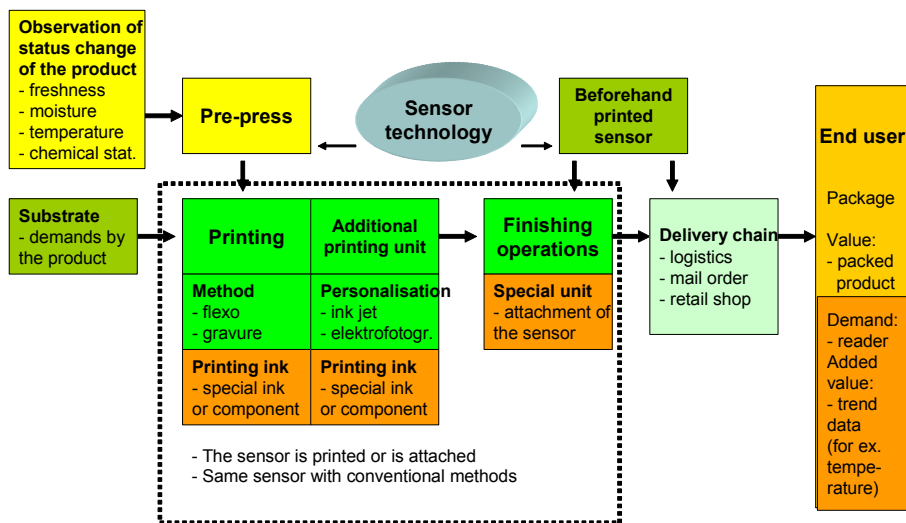 Observation of
status change
of the product
- freshness
- moisture
- temperature
- chemical stat.
Pre-press
Sensor
technology
Beforehand
printed
sensor
End user
Package
Value:
- packed
product
Demand:
- reader
Added
value:
- trend
data
(for ex.
tempe-
rature)
Substrate
- demands by
the product
Printing
Additional
printing unit
Finishing
operations
Delivery chain
- logistics
- mail order
- retail shop
Method
- flexo
- gravure
Personalisation
- ink jet
- elektrofotogr.
Special unit
- attachment of
the sensor
Printing ink
- special ink
or component
Printing ink
- special ink
or component
- The sensor is printed or is attached
- Same sensor with conventional methods